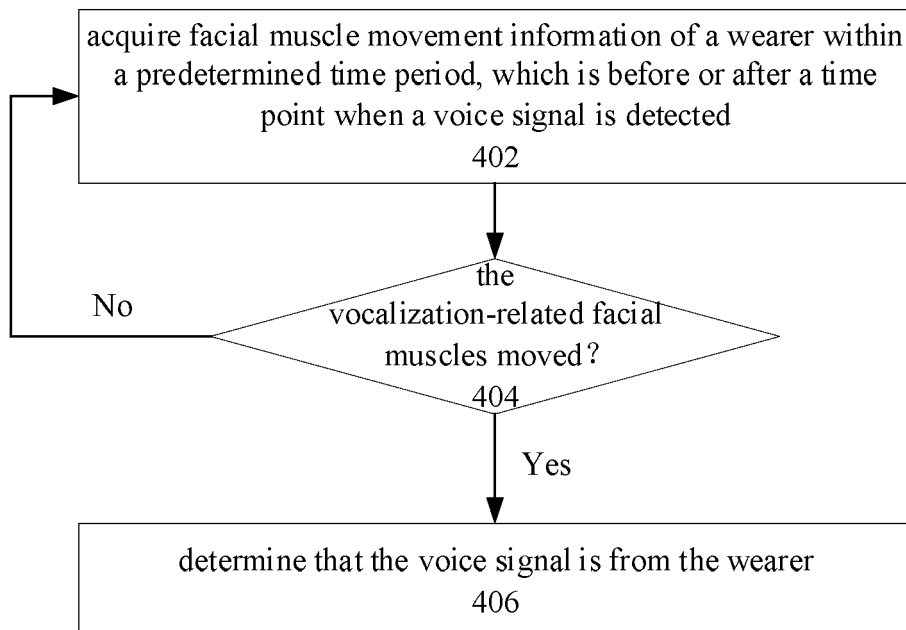 acquire facial muscle movement information of a wearer within
a predetermined time period, which is before or after a time
point when a voice signal is detected
402
the
No
vocalization-related facial
muscles moved?
404
Yes
determine that the voice signal is from the wearer
406